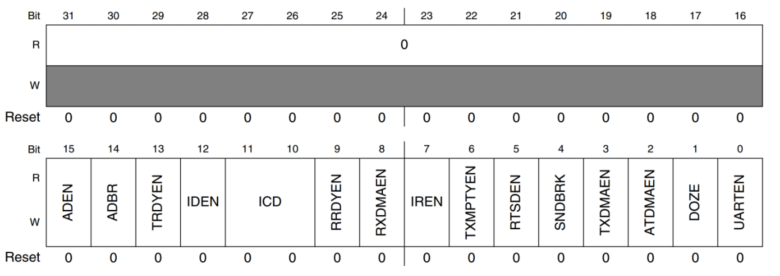 Bit 31 30 29 28 27 26 25 24 23 22 21 20 19 18 17 16
R 0
W
Reset 0 0 0 0 0 0 0 0 0 0 0 0 0 0 0 0
Bit 15 14 13 12 11 10 9 8 7 6 5 4 3 2 1 0
R
W
ADEN ADBR TRDYEN IDEN ICD RRDYEN RXDMAEN IREN TXMPTYEN RTSDEN SNDBRK TXDMAEN ATDMAEN DOZE UARTEN
Reset 0 0 0 0 0 0 0 0 0 0 0 0 0 0 0 0